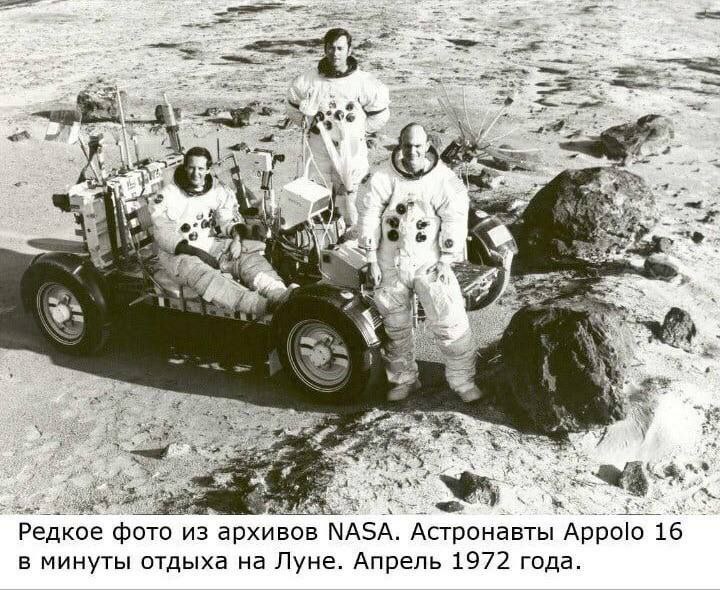 Редкое фото из архивов NASA. Астронавты Appolo 16
в минуты отдыха на Луне. Апрель 1972 года.